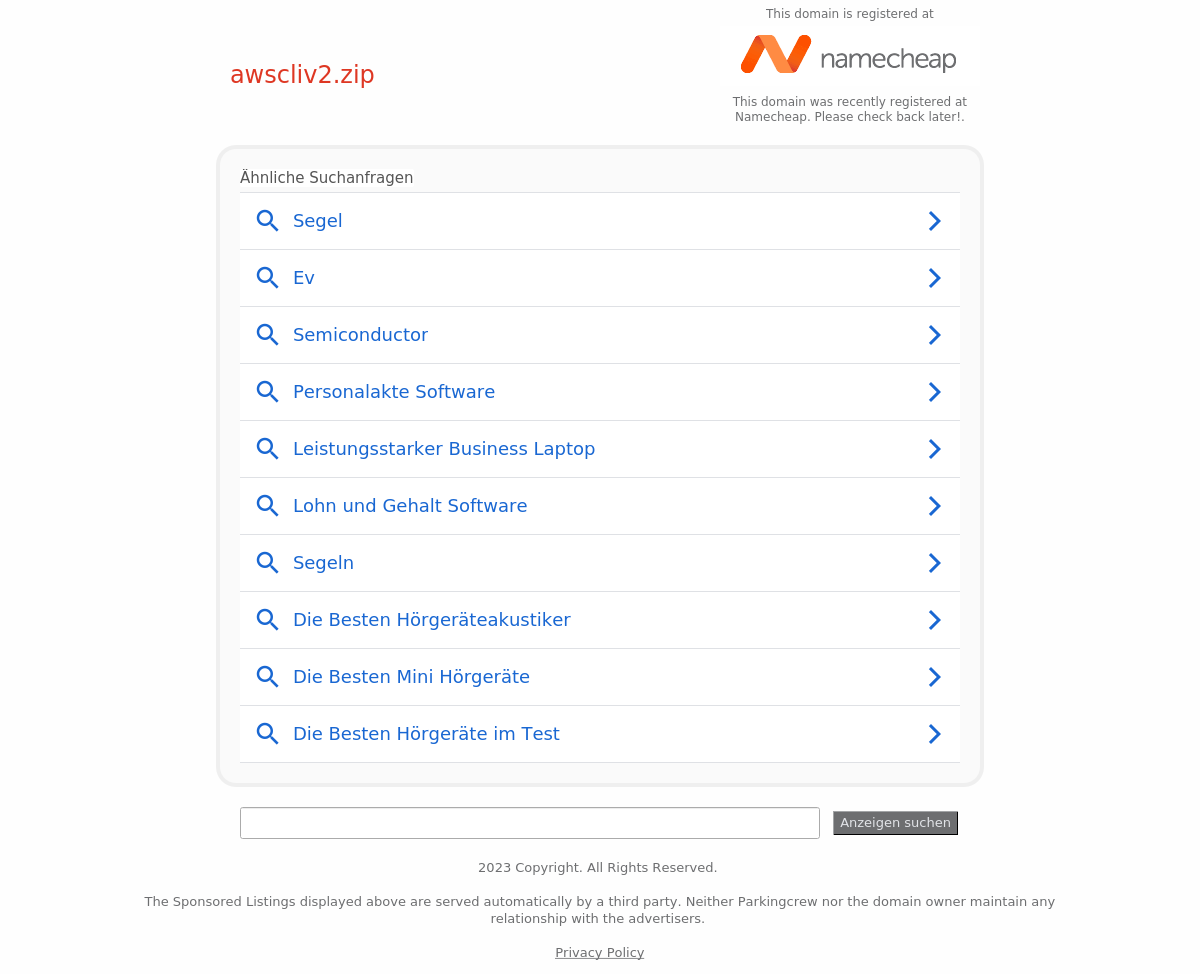 This domain is registered at
namecheap
awscliv2.zip
This domain was recently registered at
Namecheap. Please check back later!.
Ähnliche Suchanfragen
Segel
Ev
Semiconductor
Personalakte Software
Leistungsstarker Business Laptop
Lohn und Gehalt Software
Segeln
Die Besten Hörgeräteakustiker
Die Besten Mini Hörgeräte
Die Besten Hörgeräte im Test
Anzeigen suchen
2023 Copyright. All Rights Reserved.
The Sponsored Listings displayed above are served automatically by a third party. Neither Parkingcrew nor the domain owner maintain any
relationship with the advertisers.
Privacy Policy